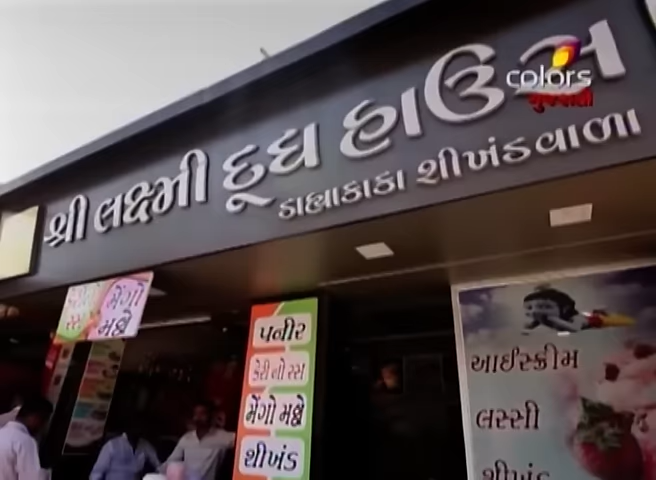 શ્રી લક્ષ્મી દૂધ હાઉસ
ડાહ્યાકાકા શીખંડવાળા
colors
ગુજરાતી
મેંગો
મઠ્ઠો
પનીર
કેરીનો રસ
મેંગો મઠ્ઠો
શીખંડ
આઈસ્ક્રીમ
લસ્સી
શીખંડ